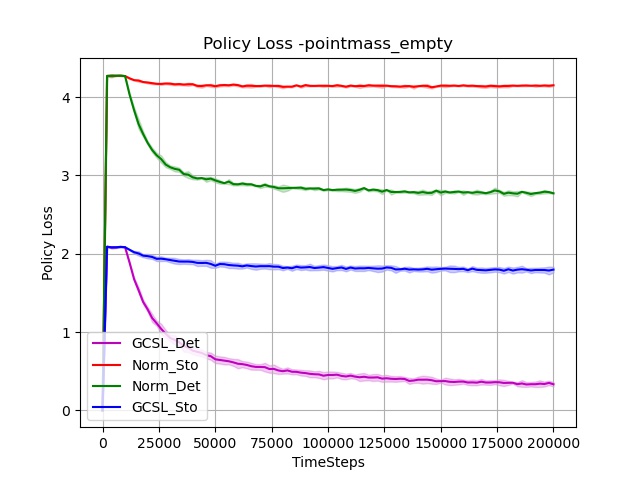 Policy Loss -pointmass_empty
Policy Loss
4
3
2
1
0
GCSL_Det
Norm_Sto
Norm_Det
GCSL_Sto
0 25000 50000 75000 100000 125000 150000 175000 200000
TimeSteps